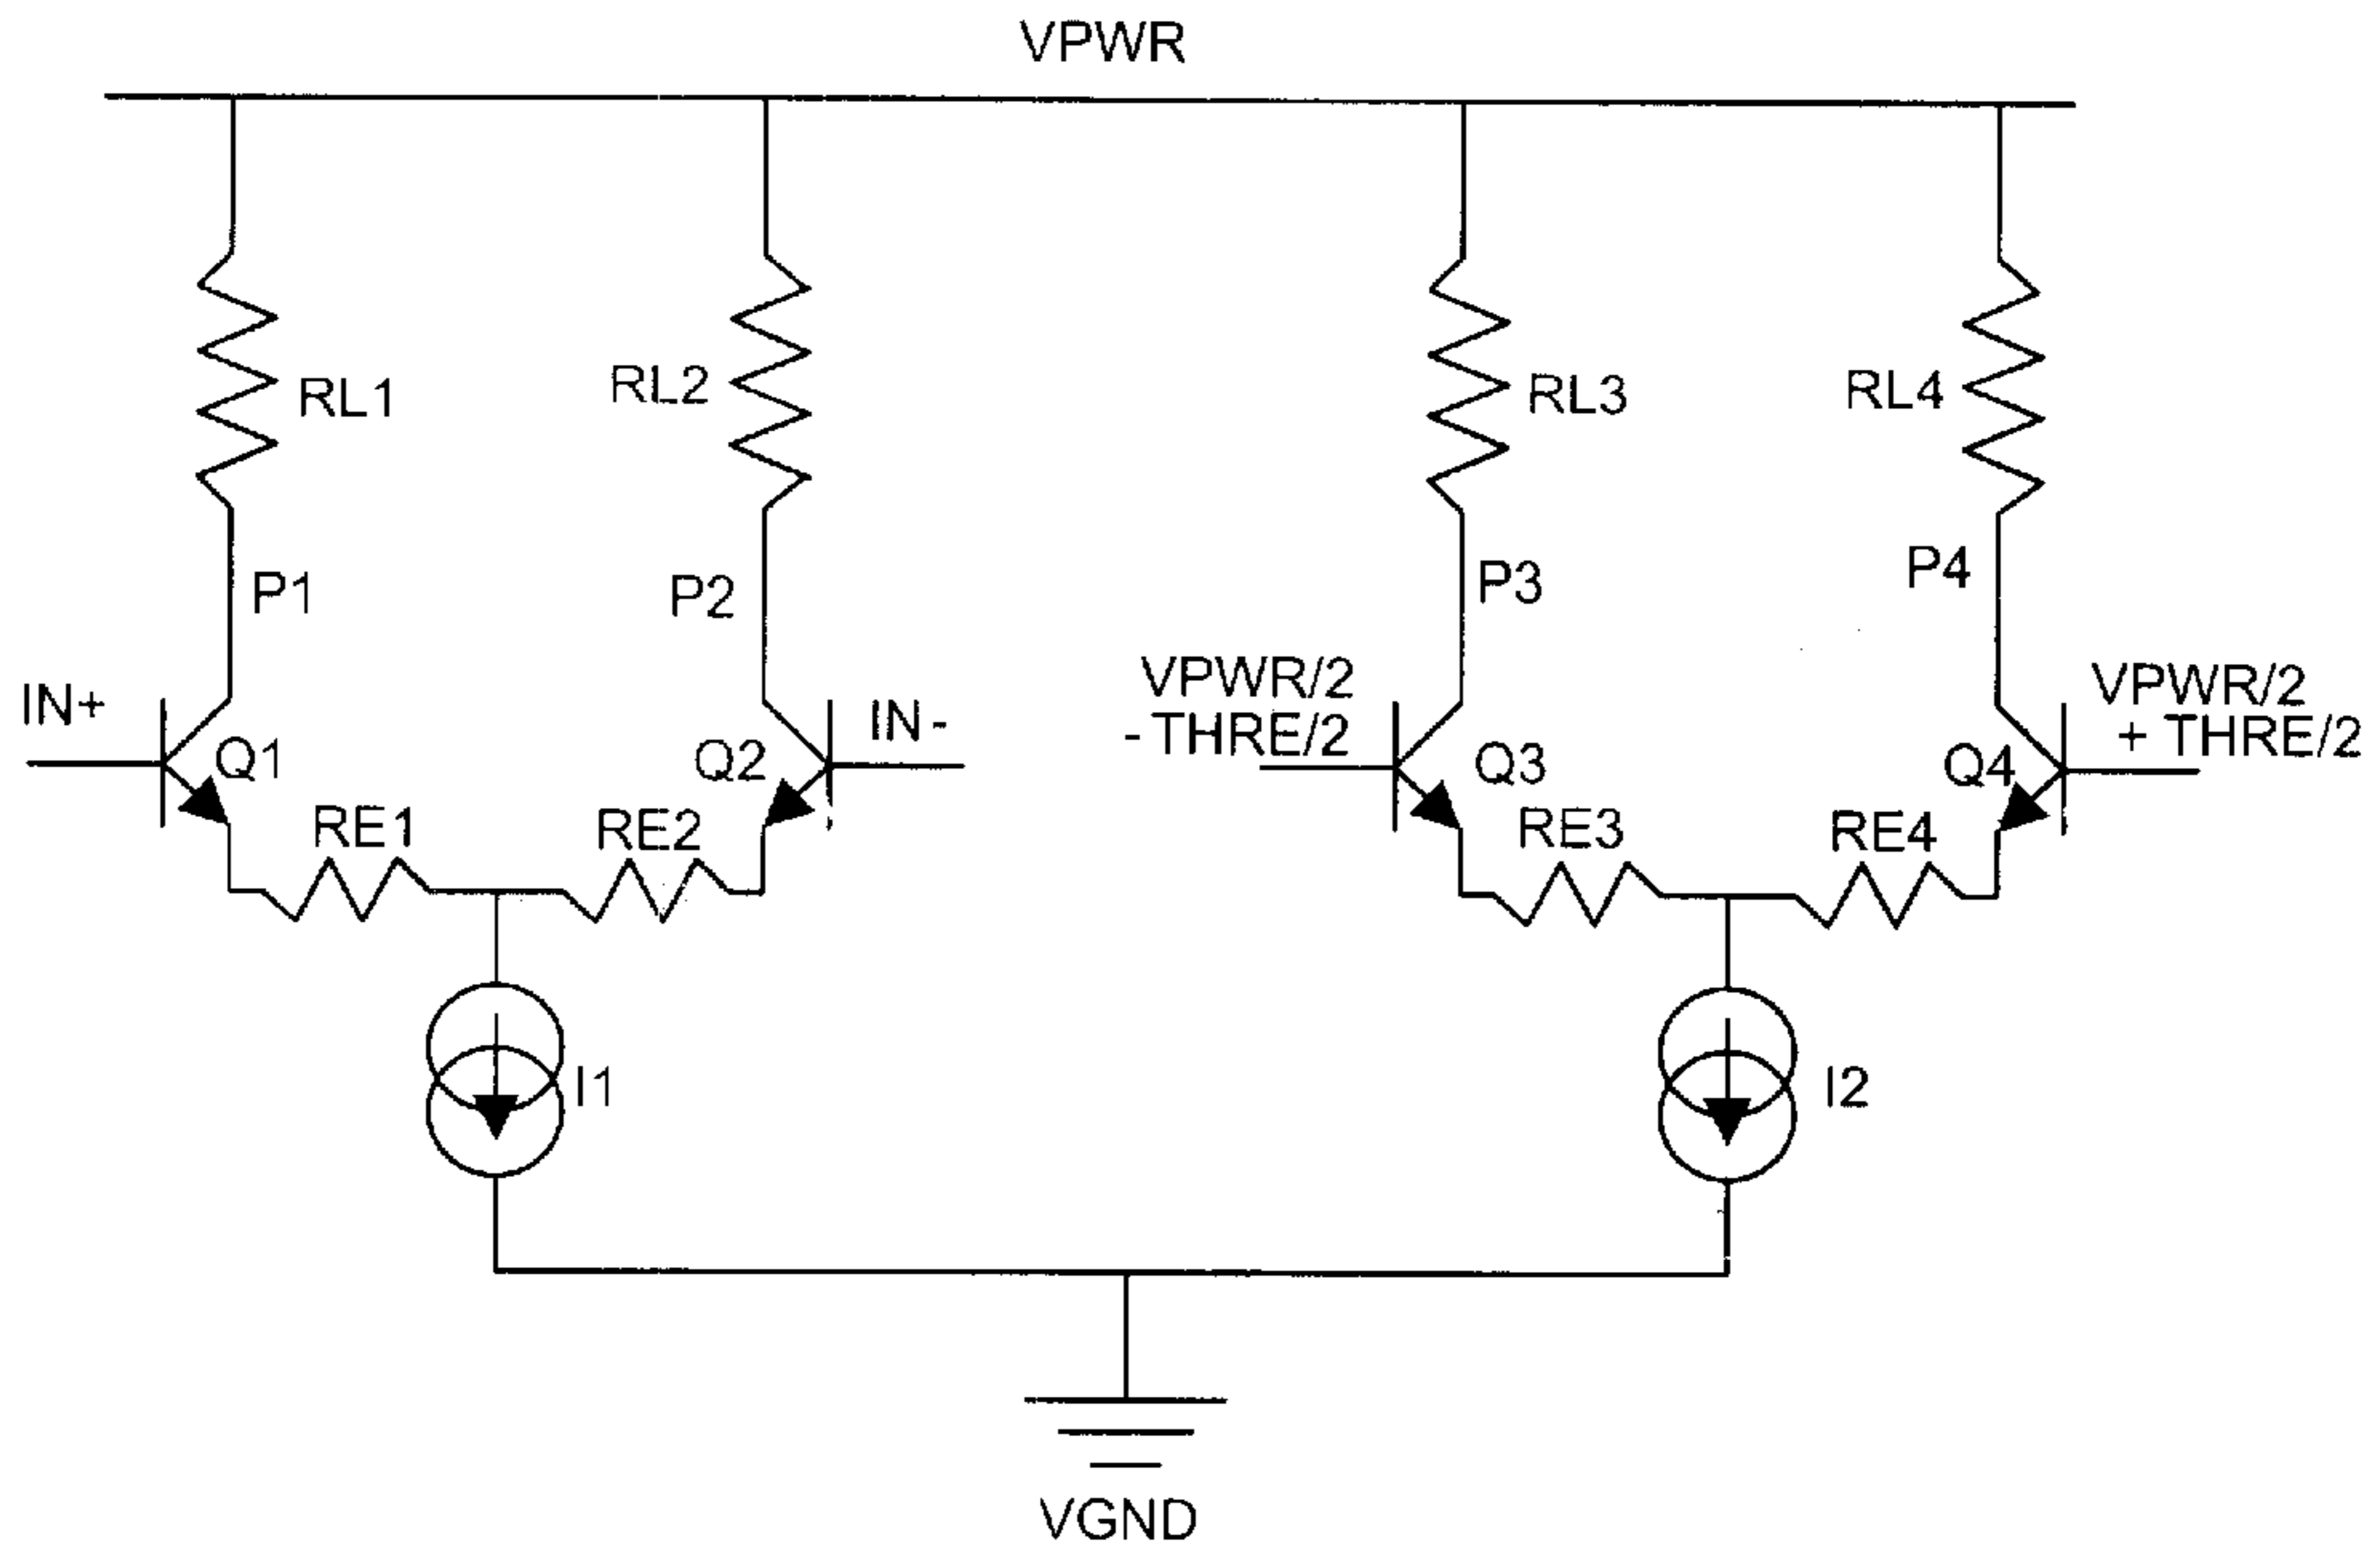 VPWR
RL1
RL2
RL3
RL4
P1
P2
P3
P4
IN+
Q1
Q2
IN-
VPWR/2
- THRE/2
Q3
Q4
VPWR/2
+ THRE/2
RE1
RE2
RE3
RE4
I1
I2
VGND